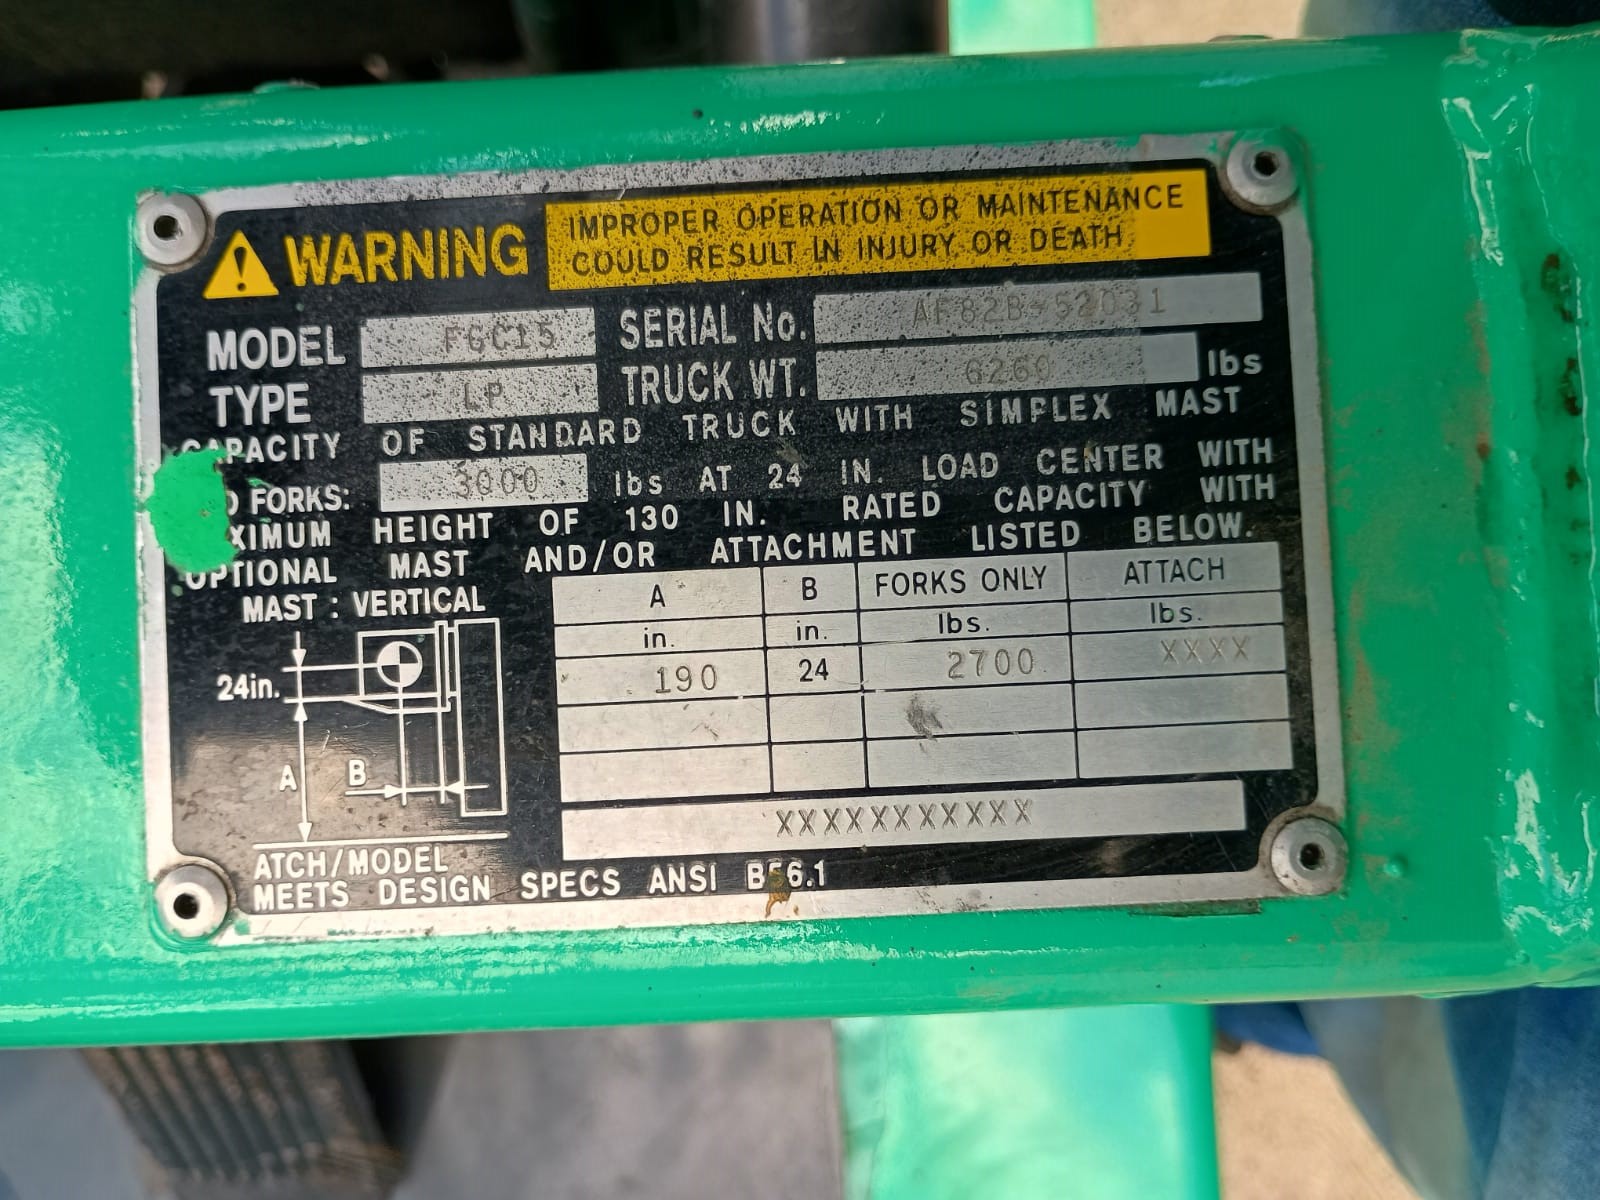 WARNING
IMPROPER OPERATION OR MAINTENANCE
COULD RESULT IN INJURY OR DEATH
MODEL FGC15 SERIAL No. AF82B-52031
TYPE LP TRUCK WT. 6260 lbs
CAPACITY OF STANDARD TRUCK WITH SIMPLEX MAST
FORKS: 3000 lbs AT 24 IN. LOAD CENTER WITH
XIMUM HEIGHT OF 130 IN. RATED CAPACITY WITH
OPTIONAL MAST AND/OR ATTACHMENT LISTED BELOW.
MAST : VERTICAL
24in.
A
B
A B FORKS ONLY ATTACH
in. in. lbs. lbs.
190 24 2700 XXXX
XXXXXXXXXXX
ATCH/MODEL
MEETS DESIGN SPECS ANSI B56.1